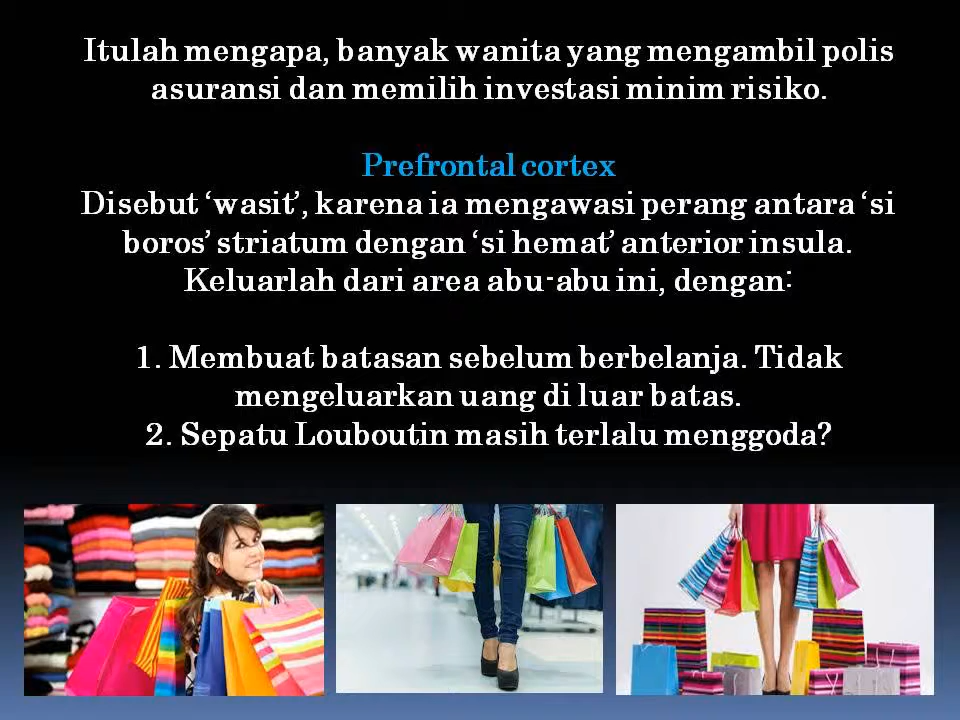 Itulah mengapa, banyak wanita yang mengambil polis
asuransi dan memilih investasi minim risiko.
Prefrontal cortex
Disebut ‘wasit’, karena ia mengawasi perang antara ‘si
boros’ striatum dengan ‘si hemat’ anterior insula.
Keluarlah dari area abu-abu ini, dengan:
1. Membuat batasan sebelum berbelanja. Tidak
mengeluarkan uang di luar batas.
2. Sepatu Louboutin masih terlalu menggoda?